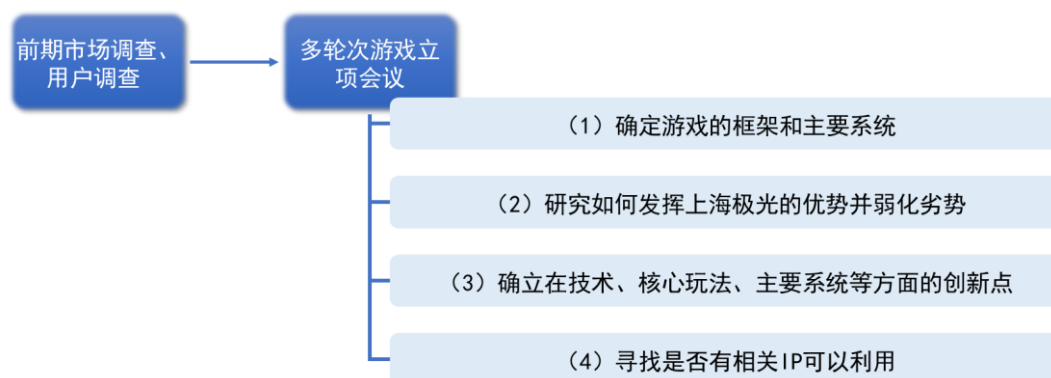 前期市场调查、
用户调查
多轮次游戏立
项会议
（1）确定游戏的框架和主要系统
（2）研究如何发挥上海极光的优势并弱化劣势
（3）确立在技术、核心玩法、主要系统等方面的创新点
（4）寻找是否有相关IP可以利用